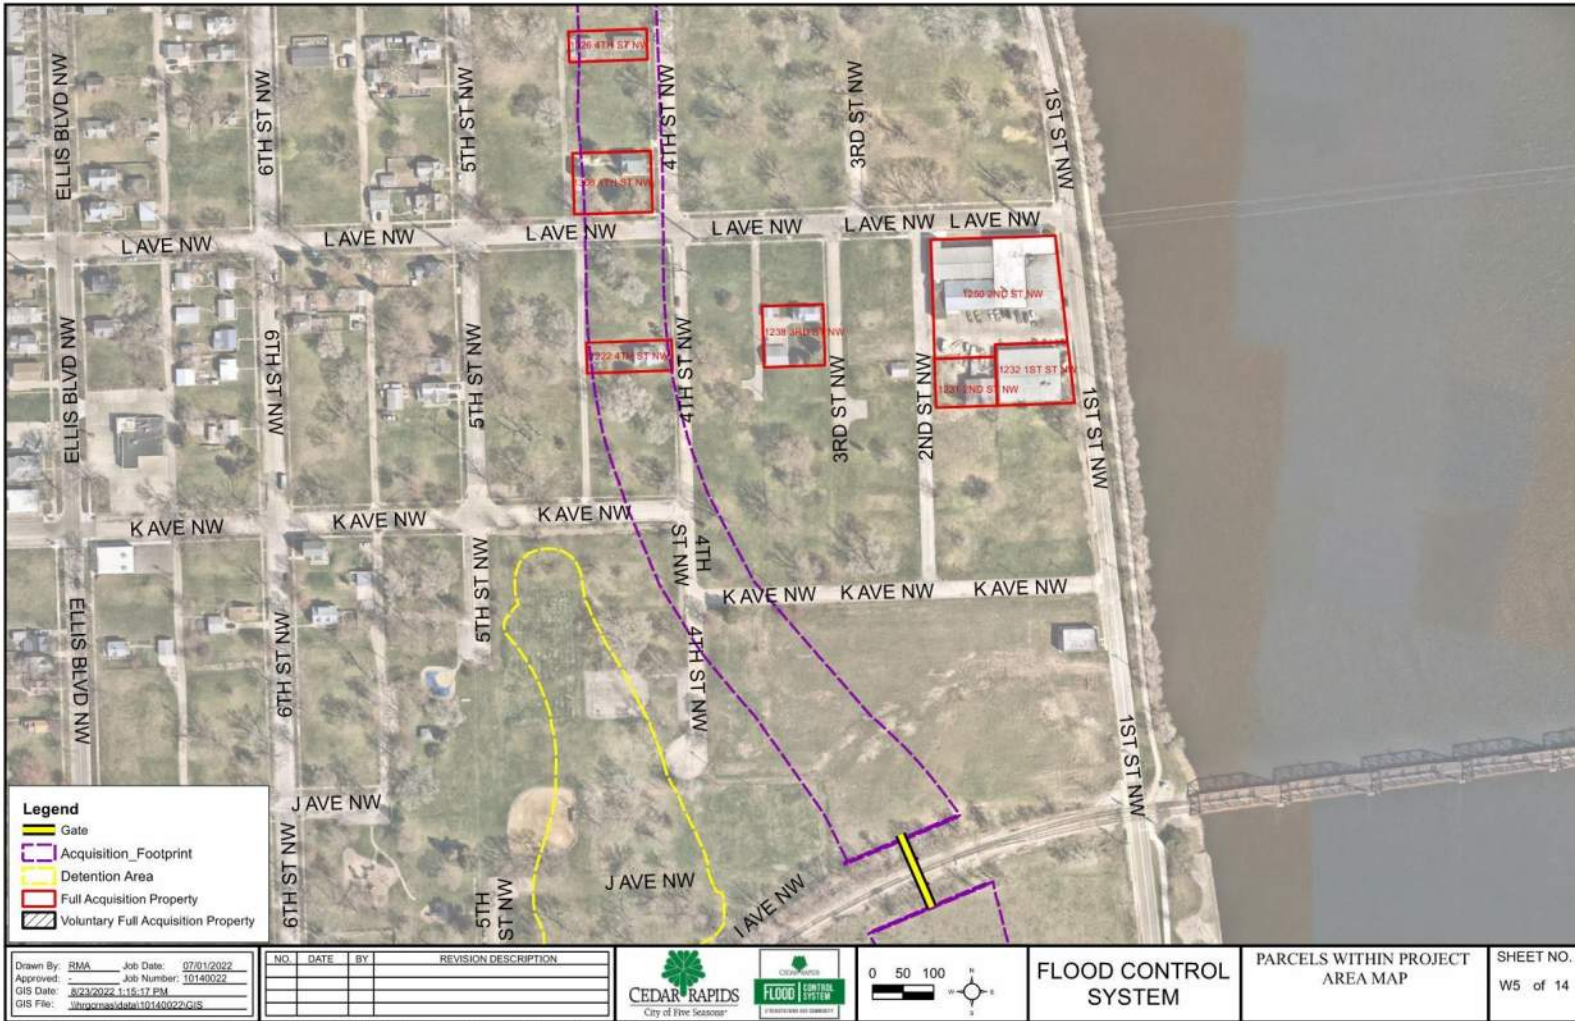 ELLIS BLVD NW
6TH ST NW
5TH ST NW
4TH ST NW
3RD ST NW
1ST ST NW
1ST ST NW
L AVE NW
L AVE NW
L AVE NW
L AVE NW
L AVE NW
L AVE NW
1250 2ND ST NW
1238 3RD ST NW
1222 4TH ST NW
1232 1ST ST NW
ELLIS BLVD NW
6TH ST NW
5TH ST NW
4TH ST NW
3RD ST NW
2ND ST NW
1ST ST NW
K AVE NW
K AVE NW
K AVE NW
4TH
ST NW
5TH ST NW
K AVE NW
K AVE NW
K AVE NW
ELLIS BLVD NW
6TH ST NW
4TH ST NW
1ST ST NW
J AVE NW
6TH ST NW
5TH
ST NW
J AVE NW
I AVE NW
Legend
Gate
Acquisition_Footprint
Detention Area
Full Acquisition Property
Voluntary Full Acquisition Property
Drawn By: RMA Job Date: 07/01/2022
Approved: - Job Number: 10140022
GIS Date: 8/23/2022 1:15:17 PM
GIS File:
NO. DATE BY REVISION DESCRIPTION
CEDAR RAPIDS
City of Five Seasons
CEDAR RAPIDS
FLOOD CONTROL
SYSTEM
0 50 100
N
W E
S
FLOOD CONTROL
SYSTEM
PARCELS WITHIN PROJECT
AREA MAP
SHEET NO.
W5 of 14